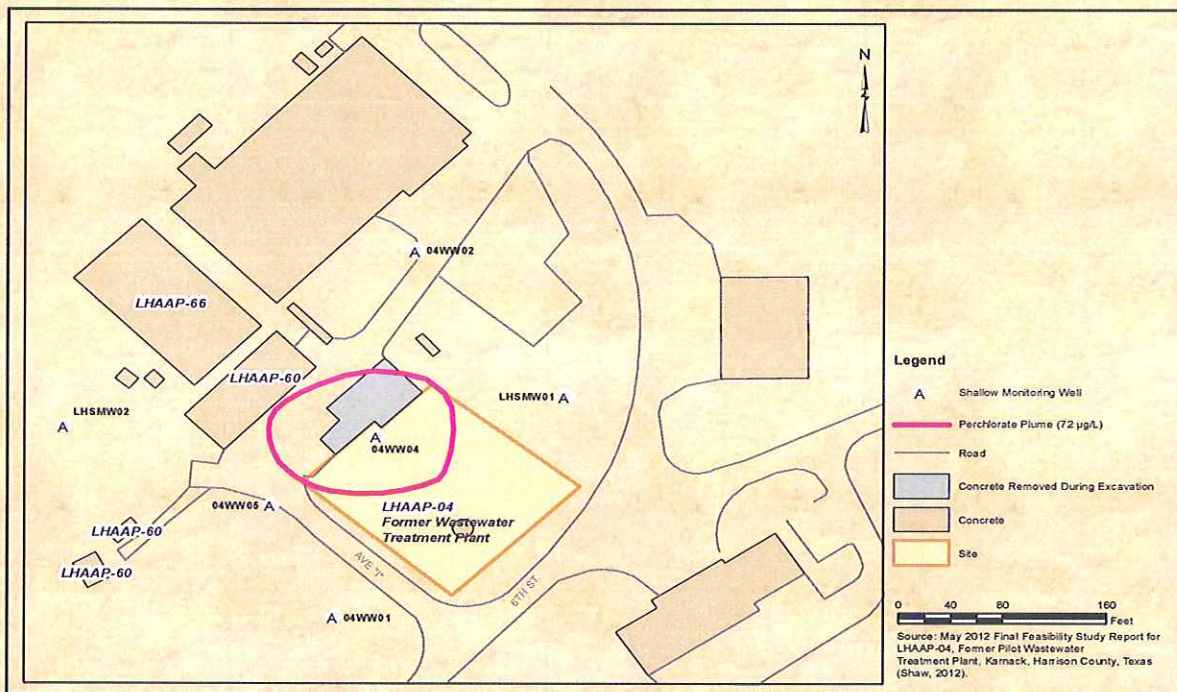 N
04WW02
LHAAP-66
LHAAP-60
LHSMW02
LHSMW01
04WW04
04WW05
LHAAP-04
Former Wastewater
Treatment Plant
LHAAP-60
LHAAP-60
AVE "I"
6TH ST
04WW01
A
A
A
A
A
A
Legend
A Shallow Monitoring Well
Perchlorate Plume (72 µg/L)
Road
Concrete Removed During Excavation
Concrete
Site
0 40 80 160
Feet
Source: May 2012 Final Feasibility Study Report for
LHAAP-04, Former Pilot Wastewater
Treatment Plant, Karnack, Harrison County, Texas
(Shaw, 2012).